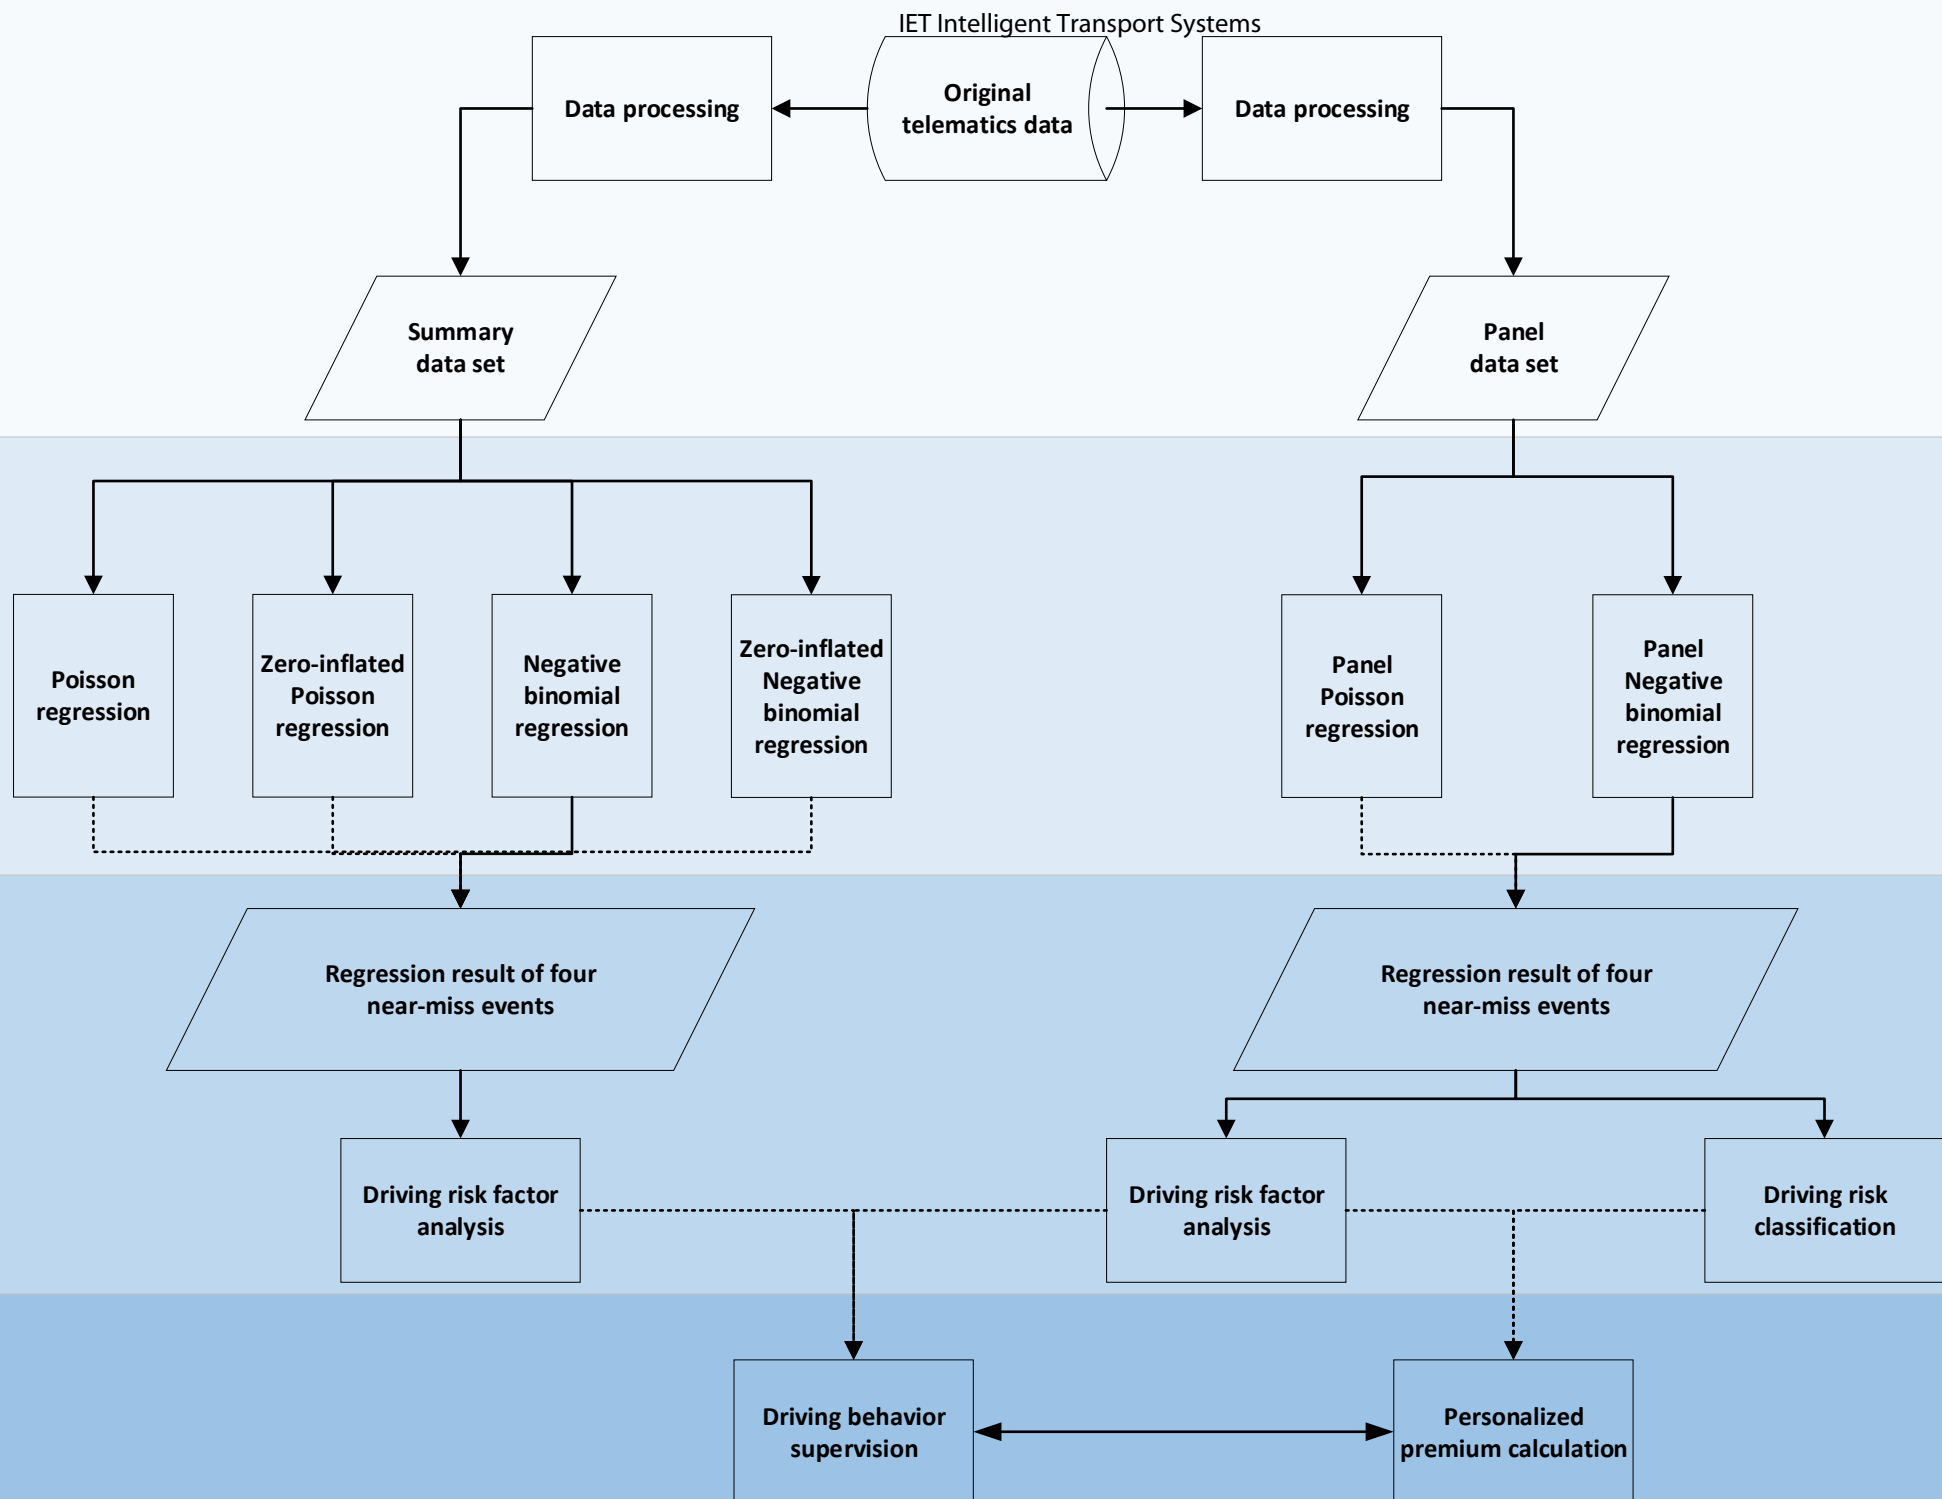 IET Intelligent Transport Systems
Data processing
Original
telematics data
Data processing
Summary
data set
Panel
data set
Poisson
regression
Zero-inflated
Poisson
regression
Negative
binomial
regression
Zero-inflated
Negative
binomial
regression
Panel
Poisson
regression
Panel
Negative
binomial
regression
Regression result of four
near-miss events
Regression result of four
near-miss events
Driving risk factor
analysis
Driving risk factor
analysis
Driving risk
classification
Driving behavior
supervision
Personalized
premium calculation